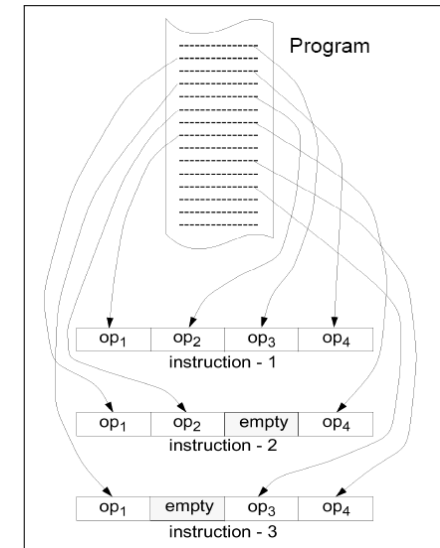 Program
op1 op2 op3 op4
instruction - 1
op1 op2 empty op4
instruction - 2
op1 empty op3 op4
instruction - 3